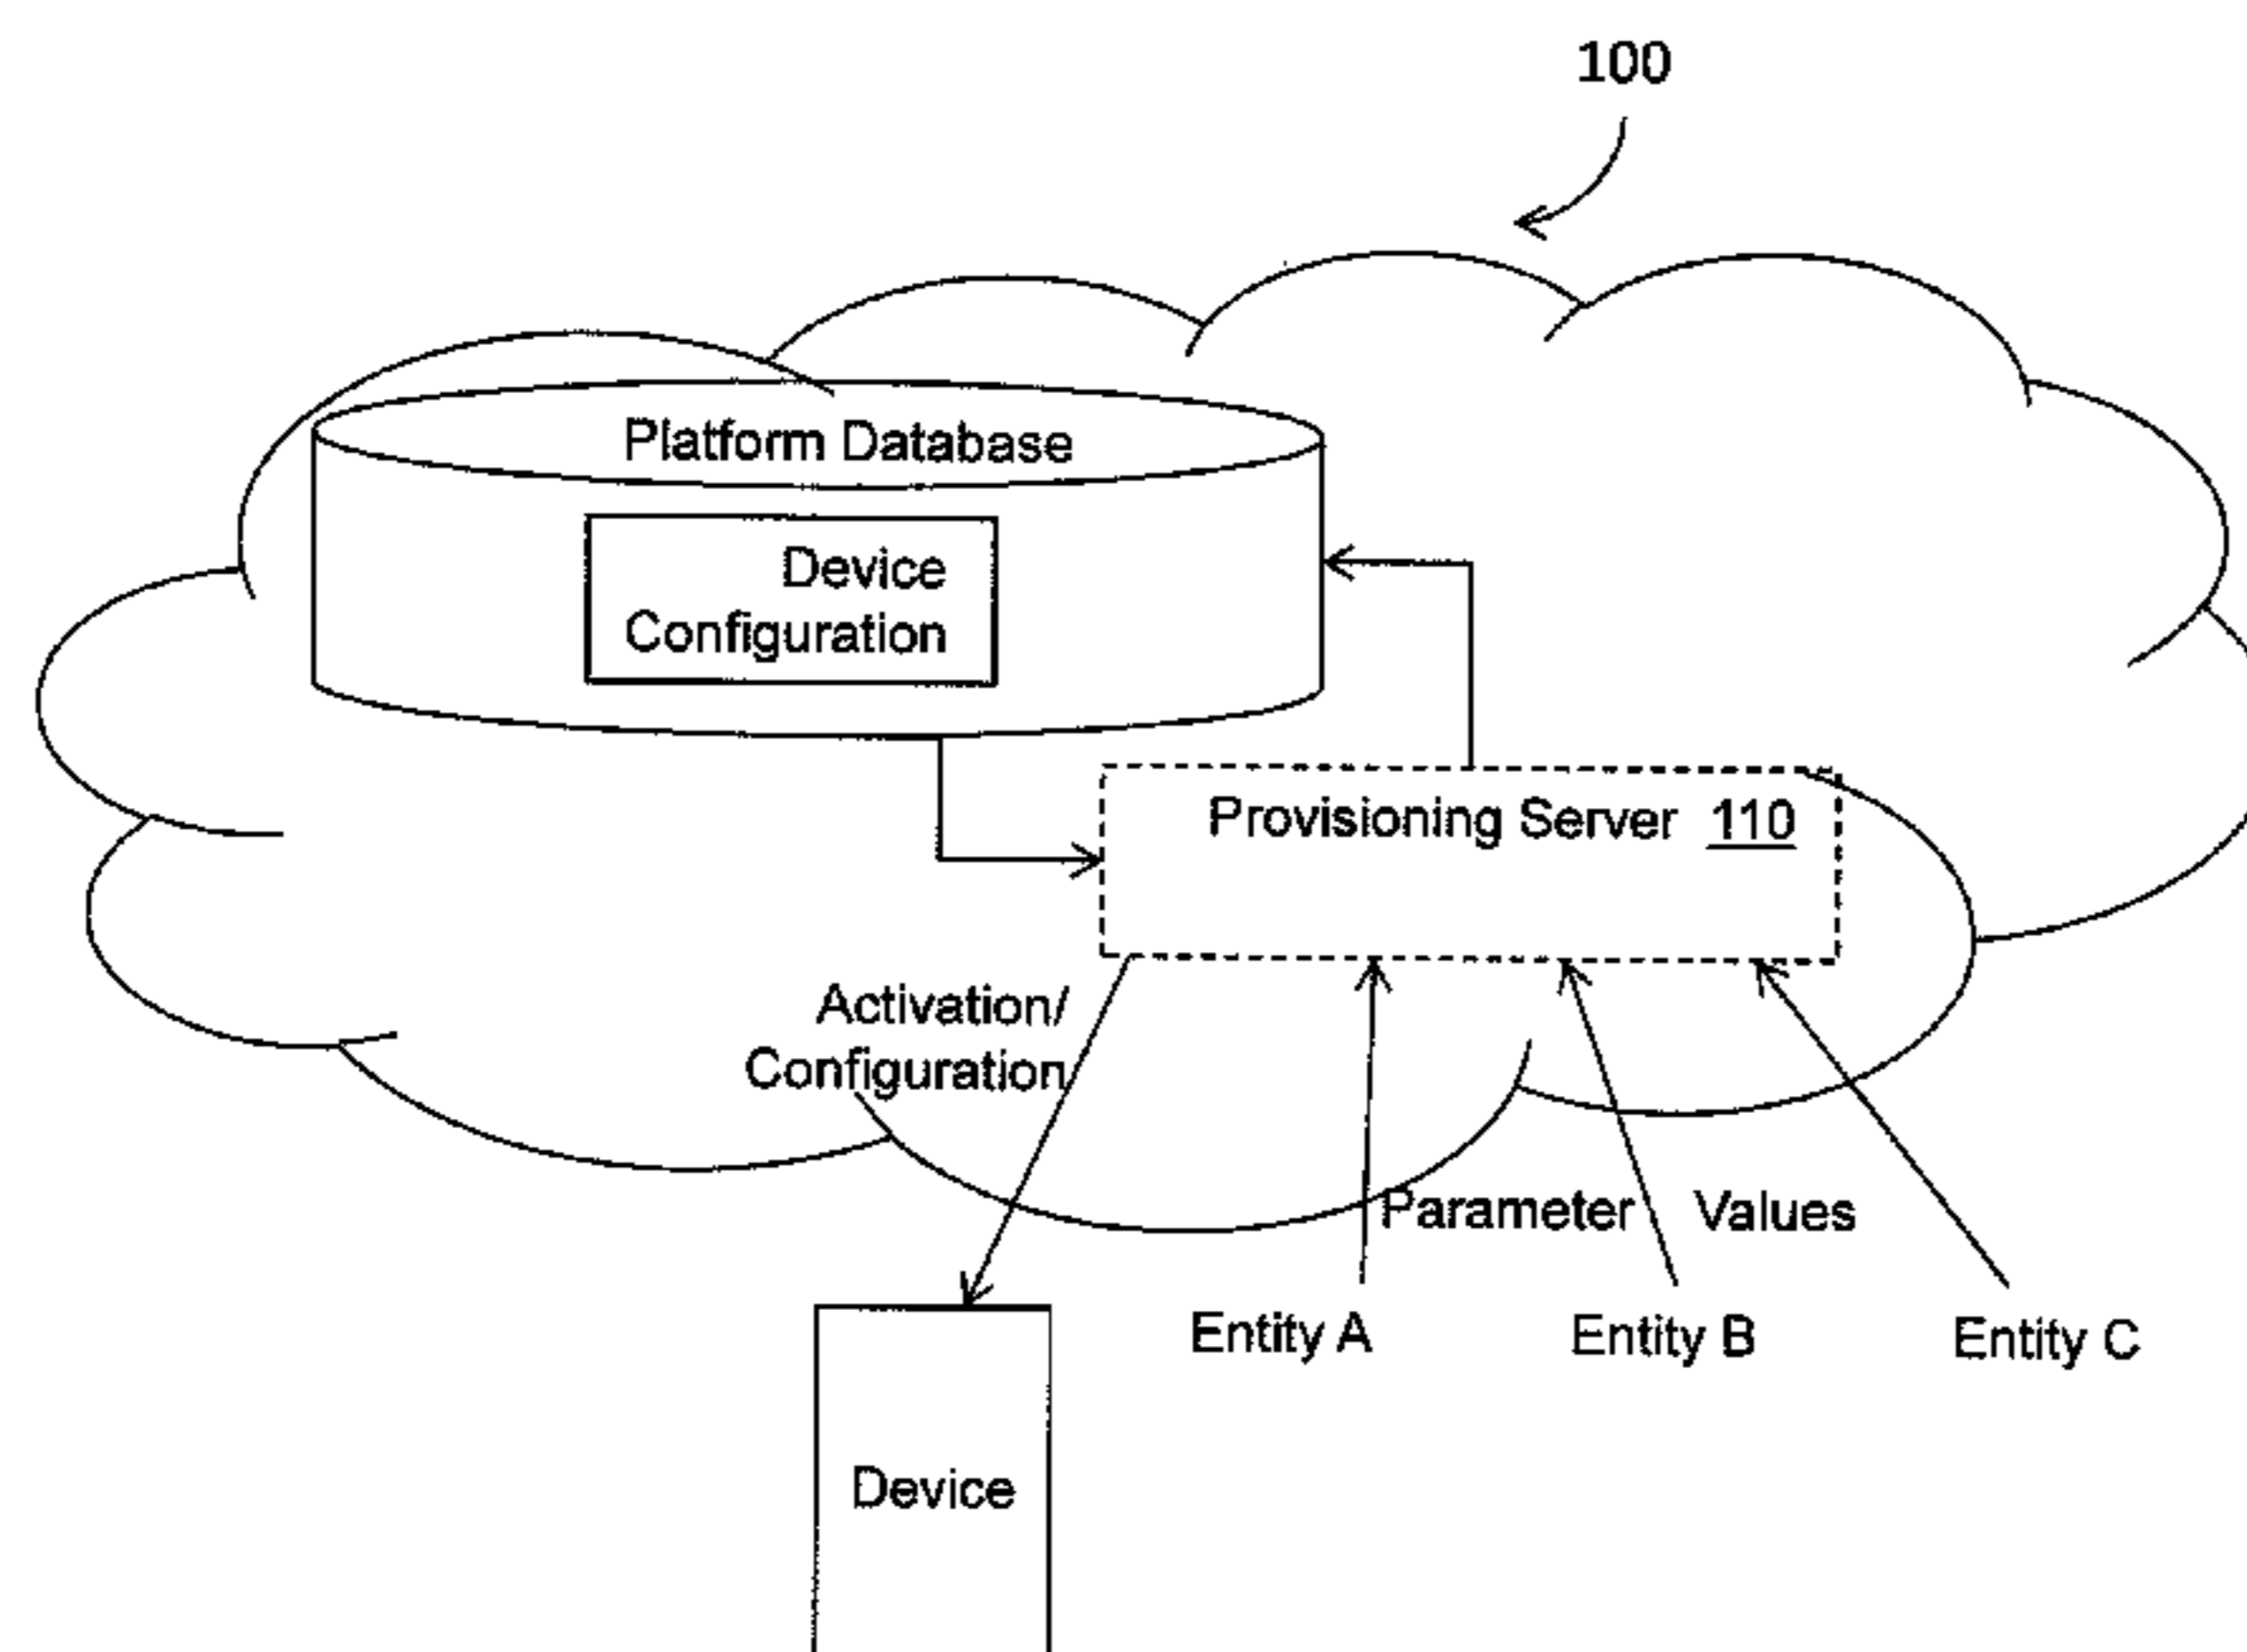 100
Platform Database
Device
Configuration
Provisioning Server 110
Activation/
Configuration
Parameter Values
Entity A
Entity B
Entity C
Device